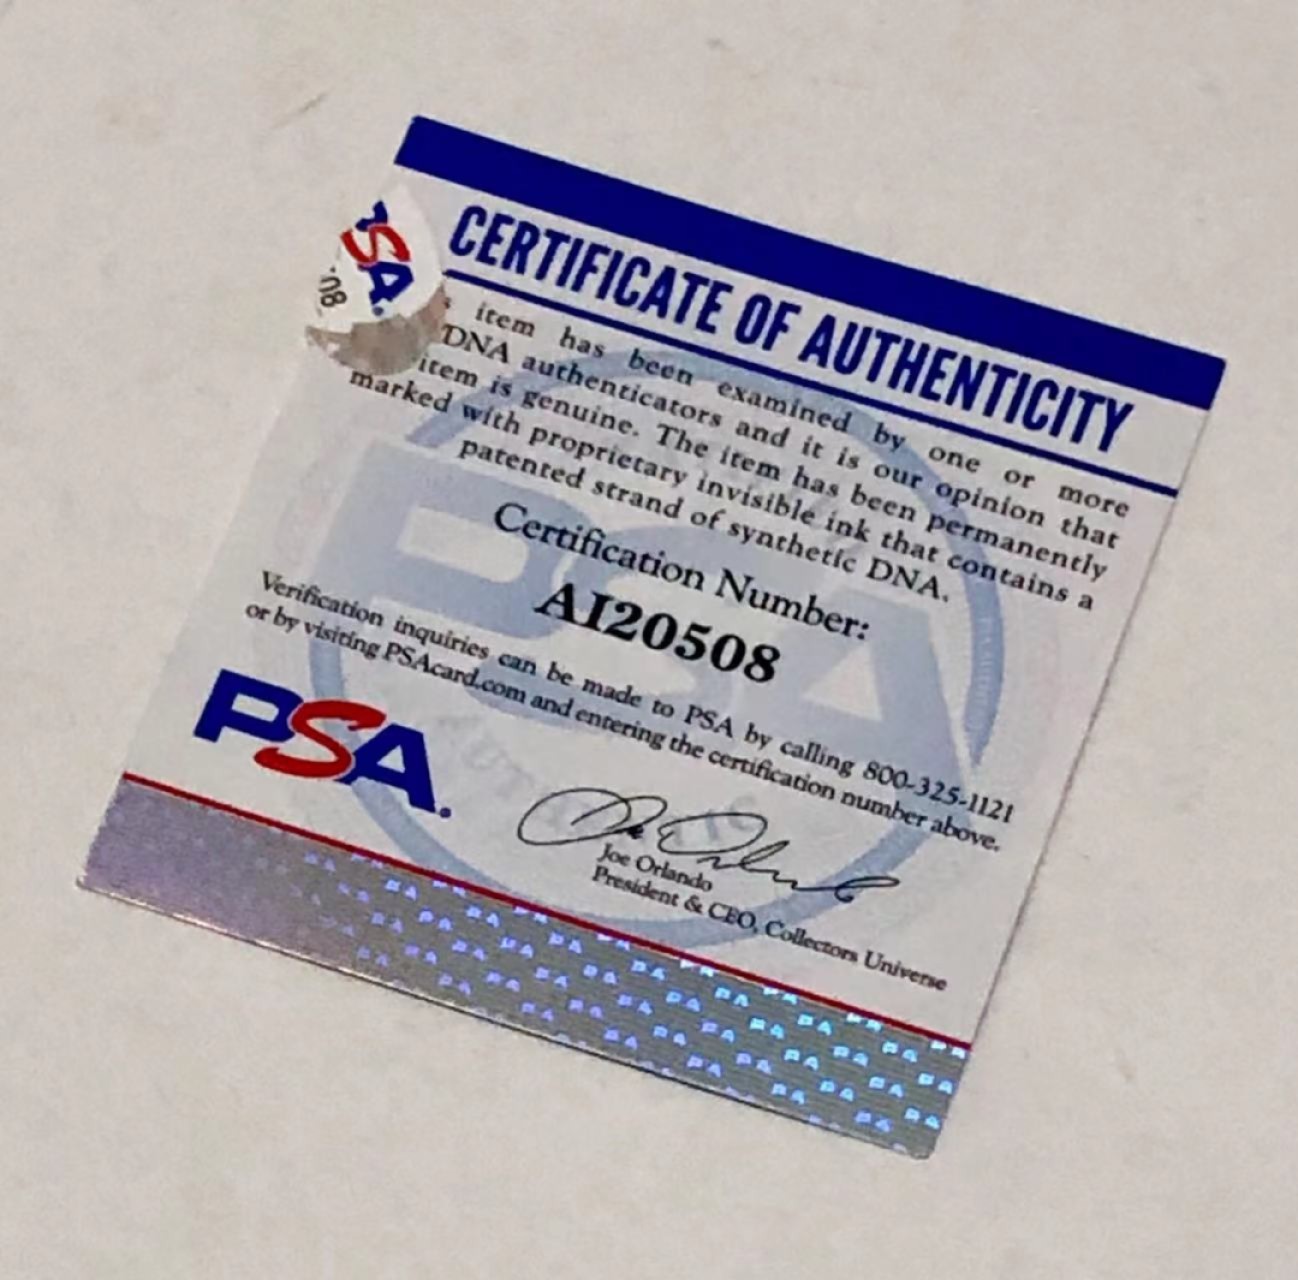 CERTIFICATE OF AUTHENTICITY
PSA
08
item has been examined by one or more
DNA authenticators and it is our opinion that
item is genuine. The item has been permanently
marked with proprietary invisible ink that contains a
patented strand of synthetic DNA.
Certification Number:
AI20508
Verification inquiries can be made to PSA by calling 800-325-1121
or by visiting PSAcard.com and entering the certification number above.
PSA.
Joe Orlando
President & CEO, Collectors Universe